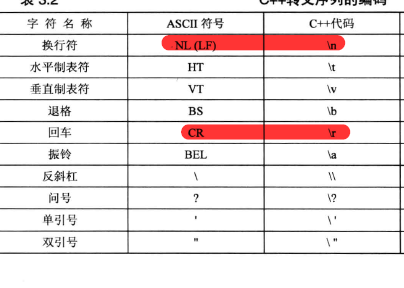 表 3.2 C++转义序列的编码
字 符 名 称 ASCII 符号 C++代码
换行符 NL (LF) \n
水平制表符 HT \t
垂直制表符 VT \v
退格 BS \b
回车 CR \r
振铃 BEL \a
反斜杠 \ \\
问号 ? \?
单引号 ' \ '
双引号 " \ "